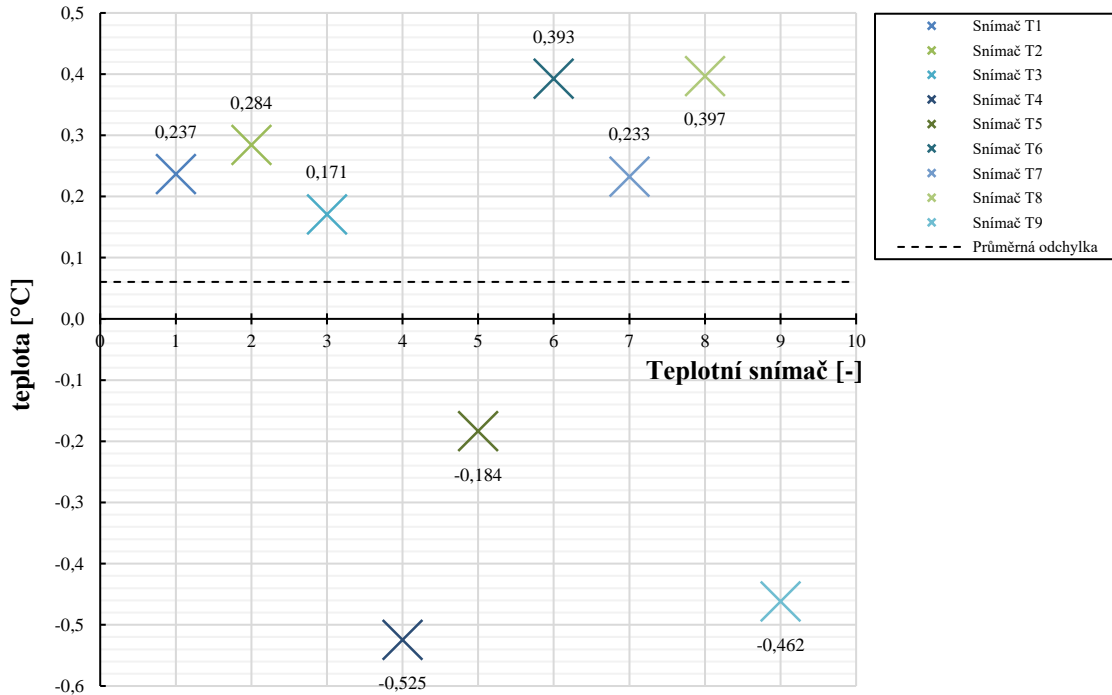 0,5
0,4
0,3
0,2
0,1
0,0
-0,1
-0,2
-0,3
-0,4
-0,5
-0,6
teplota [°C]
0 1 2 3 4 5 6 7 8 9 10
Teplotní snímač [-]
0,237
0,284
0,171
-0,525
-0,184
0,393
0,233
0,397
-0,462
Snímač T1
Snímač T2
Snímač T3
Snímač T4
Snímač T5
Snímač T6
Snímač T7
Snímač T8
Snímač T9
Průměrná odchylka